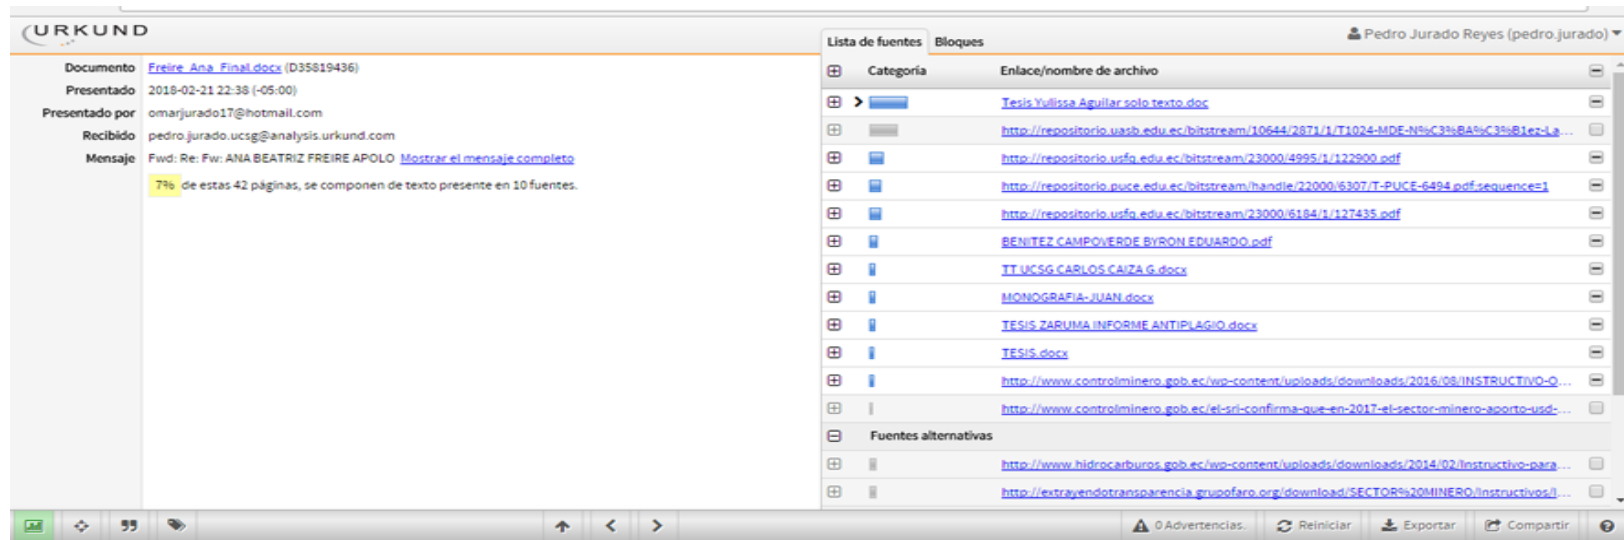 URKUND
Documento Freire_Ana_Final.docx (D35819436)
Presentado 2018-02-21 22:38 (-05:00)
Presentado por omarjurado17@hotmail.com
Recibido pedro.jurado.ucsg@analysis.urkund.com
Mensaje Fwd: Re: Fw: ANA BEATRIZ FREIRE APOLO Mostrar el mensaje completo
7% de estas 42 páginas, se componen de texto presente en 10 fuentes.
Pedro Jurado Reyes (pedro.jurado)
Lista de fuentes Bloques
Categoría Enlace/nombre de archivo
Tesis Yulissa Aguilar solo texto.doc
http://repositorio.uasb.edu.ec/bitstream/10644/2871/1/T1024-MDE-N%C3%BA%C3%B1ez-La...
http://repositorio.usfq.edu.ec/bitstream/23000/4995/1/122900.pdf
http://repositorio.puce.edu.ec/bitstream/handle/22000/6307/T-PUCE-6494.pdf;sequence=1
http://repositorio.usfq.edu.ec/bitstream/23000/6184/1/127435.pdf
BENITEZ CAMPOVERDE BYRON EDUARDO.pdf
TT UCSG CARLOS CAIZA G.docx
MONOGRAFIA-JUAN.docx
TESIS ZARUMA INFORME ANTIPLAGIO.docx
TESIS.docx
http://www.controlminero.gob.ec/wp-content/uploads/downloads/2016/08/INSTRUCTIVO-O...
http://www.controlminero.gob.ec/el-sri-confirma-que-en-2017-el-sector-minero-aporto-usd-...
Fuentes alternativas
http://www.hidrocarburos.gob.ec/wp-content/uploads/downloads/2014/02/Instructivo-para...
http://extrayendotransparencia.grupofaro.org/download/SECTOR%20MINERO/Instructivos/I...
0 Advertencias. Reiniciar Exportar Compartir